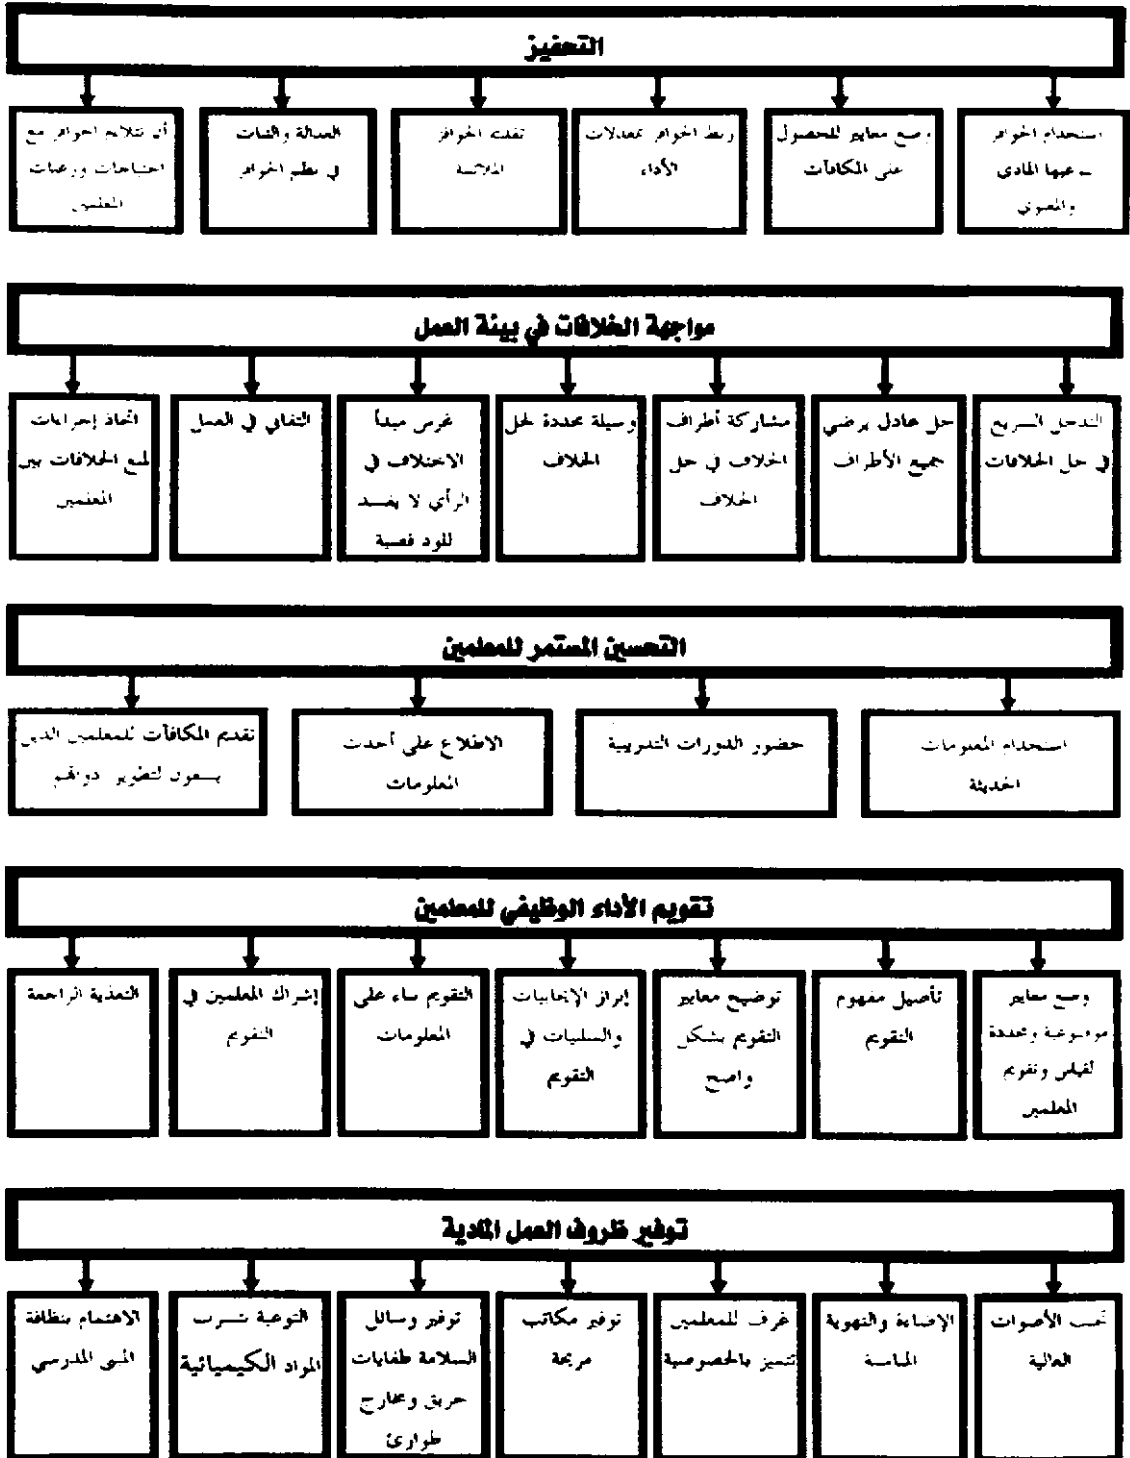 التحفيز
استخدام الحوافز
بنوعيها المادي
والمعنوي
وضع معايير للحصول
على المكافآت
ربط الحوافز بمعدلات
الأداء
تقديم الحوافز
الملائمة
العدالة والثبات
في نظم الحوافز
أن تتلاءم الحوافز مع
احتياجات ورغبات
المعلمين
مواجهة الخلافات في بيئة العمل
التدخل السريع
في حل الخلافات
حل عادل يرضي
جميع الأطراف
مشاركة أطراف
الخلاف في حل
الخلاف
وسيلة محددة لحل
الخلاف
غرس مبدأ
الاختلاف في
الرأي لا يفسد
للود قضية
التفاني في العمل
اتخاذ إجراءات
لمنع الخلافات بين
المعلمين
التحسين المستمر للمعلمين
استخدام المعلومات
الحديثة
حضور الدورات التدريبية
الاطلاع على أحدث
المعلومات
تقديم المكافآت للمعلمين الذين
يسعون لتطوير ذواتهم
تقويم الأداء الوظيفي للمعلمين
وضع معايير
موضوعية ومحددة
لقياس وتقويم
المعلمين
تأصيل مفهوم
التقويم
توضيح معايير
التقويم بشكل
واضح
إبراز الإيجابيات
والسلبيات في
التقويم
التقويم بناء على
المعلومات
إشراك المعلمين في
التقويم
التغذية الراجعة
توفير ظروف العمل المادية
تجنب الأصوات
العالية
الإضاءة والتهوية
المناسبة
غرف للمعلمين
تتميز بالخصوصية
توفير مكاتب
مريحة
توفير وسائل
السلامة طفايات
حريق ومخارج
طوارئ
التوعية بتسرب
المواد الكيميائية
الاهتمام بنظافة
المبنى المدرسي